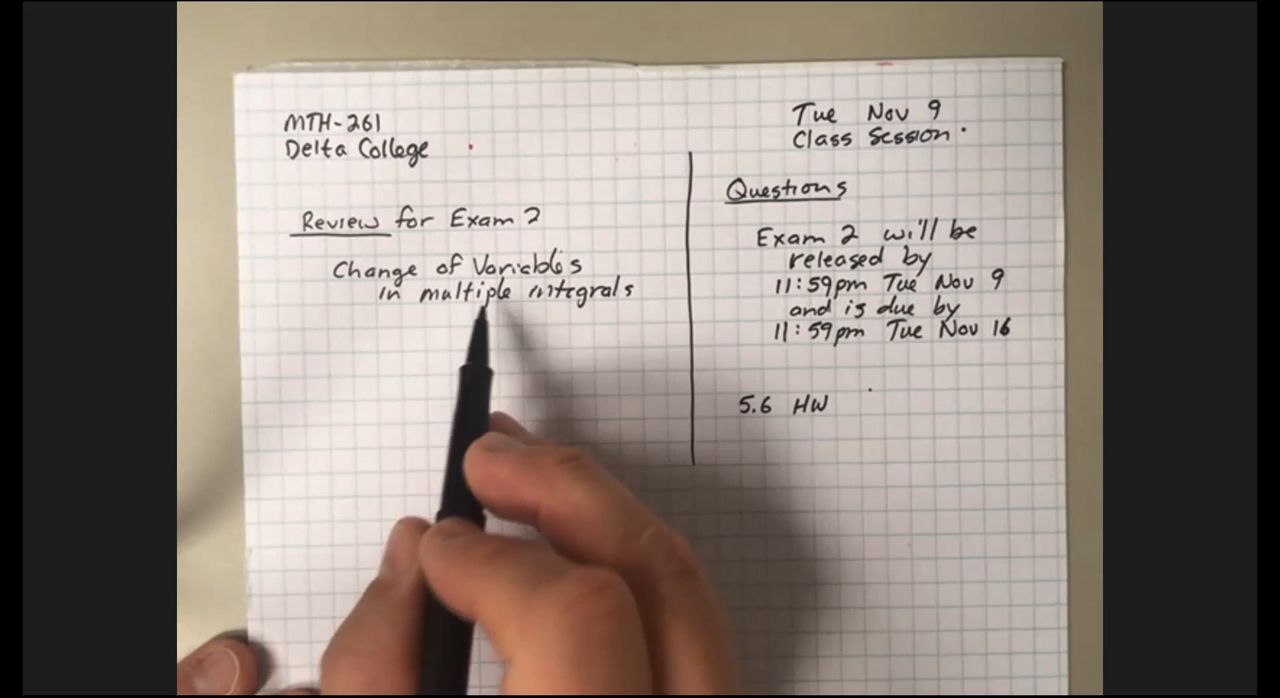 MTH-261
Delta College
Tue Nov 9
Class Session
Review for Exam 2
Change of Variables
in multiple integrals
Questions
Exam 2 will be
released by
11:59pm Tue Nov 9
and is due by
11:59pm Tue Nov 16
5.6 HW